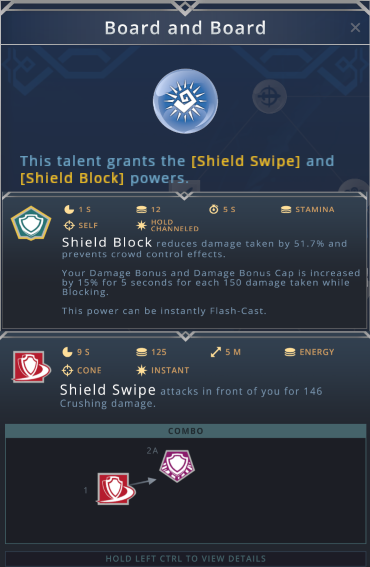 Board and Board
This talent grants the [Shield Swipe] and
[Shield Block] powers.
1 S 12 5 S STAMINA
SELF HOLD CHANNELED
Shield Block reduces damage taken by 51.7% and
prevents crowd control effects.
Your Damage Bonus and Damage Bonus Cap is increased
by 15% for 5 seconds for each 150 damage taken while
Blocking.
This power can be instantly Flash-Cast.
9 S 125 5 M ENERGY
CONE INSTANT
Shield Swipe attacks in front of you for 146
Crushing damage.
COMBO
2A
1
HOLD LEFT CTRL TO VIEW DETAILS